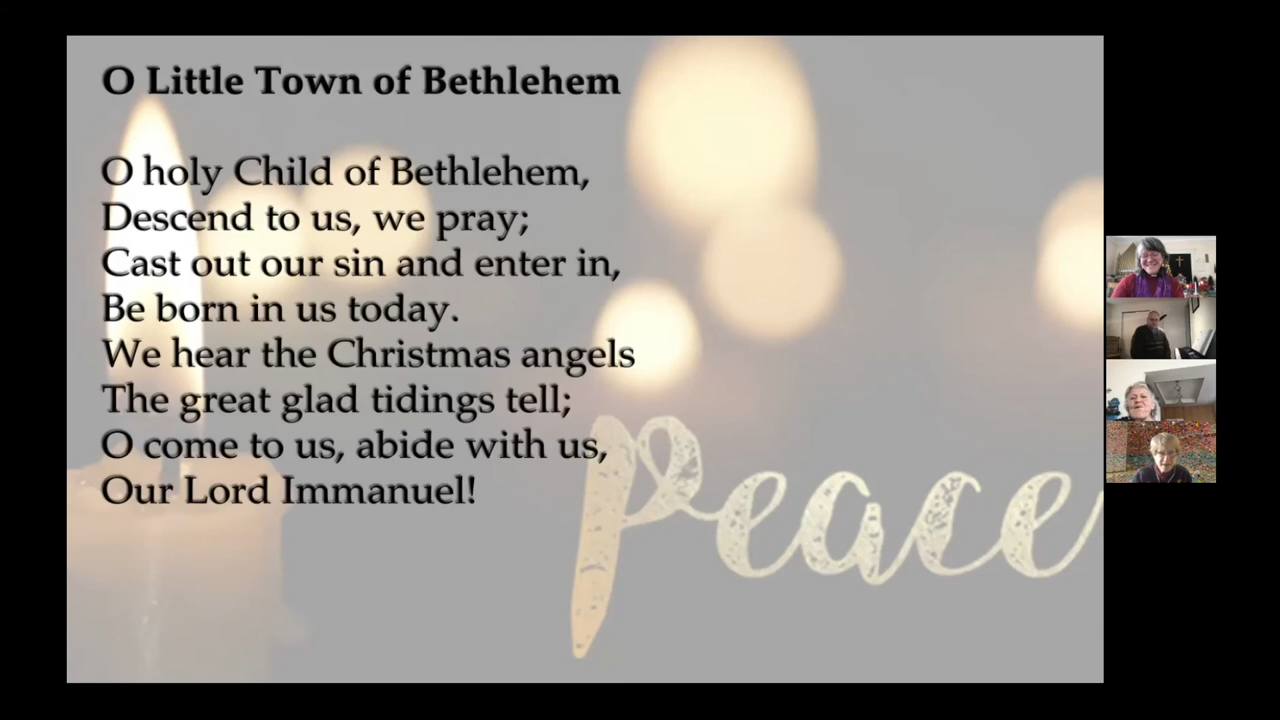 O Little Town of Bethlehem
O holy Child of Bethlehem,
Descend to us, we pray;
Cast out our sin and enter in,
Be born in us today.
We hear the Christmas angels
The great glad tidings tell;
O come to us, abide with us,
Our Lord Immanuel!
peace